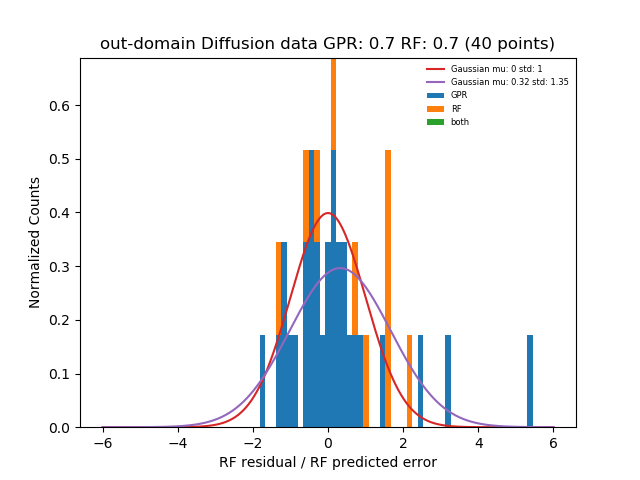 out-domain Diffusion data GPR: 0.7 RF: 0.7 (40 points)
Gaussian mu: 0 std: 1
Gaussian mu: 0.32 std: 1.35
GPR
RF
both
Normalized Counts
0.6
0.5
0.4
0.3
0.2
0.1
0.0
−6 −4 −2 0 2 4 6
RF residual / RF predicted error